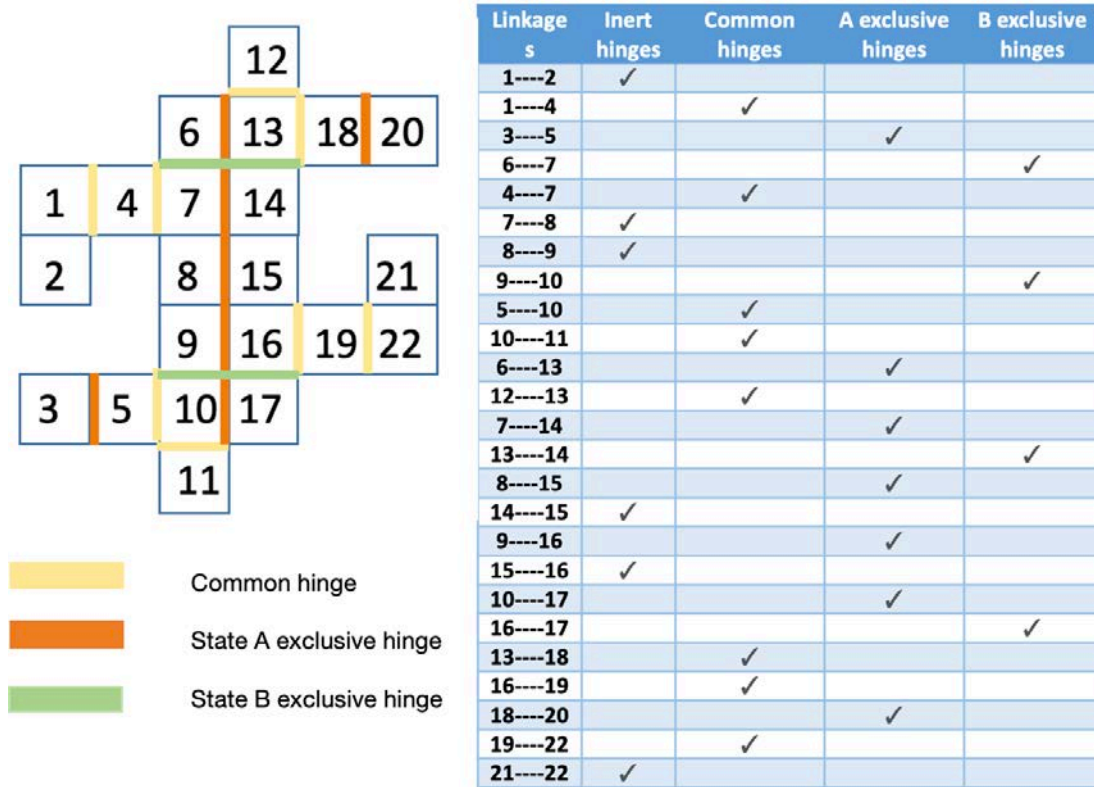 12
6 13 18 20
1 4 7 14
2 8 15 21
9 16 19 22
3 5 10 17
11
Common hinge
State A exclusive hinge
State B exclusive hinge
Linkage
s
Inert
hinges
Common
hinges
A exclusive
hinges
B exclusive
hinges
1----2 ✓
1----4 ✓
3----5 ✓
6----7 ✓
4----7 ✓
7----8 ✓
8----9 ✓
9----10 ✓
5----10 ✓
10----11 ✓
6----13 ✓
12----13 ✓
7----14 ✓
13----14 ✓
8----15 ✓
14----15 ✓
9----16 ✓
15----16 ✓
10----17 ✓
16----17 ✓
13----18 ✓
16----19 ✓
18----20 ✓
19----22 ✓
21----22 ✓